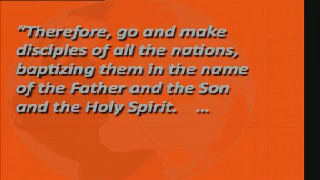 "Therefore, go and make
disciples of all the nations,
baptizing them in the name
of the Father and the Son
and the Holy Spirit. ...